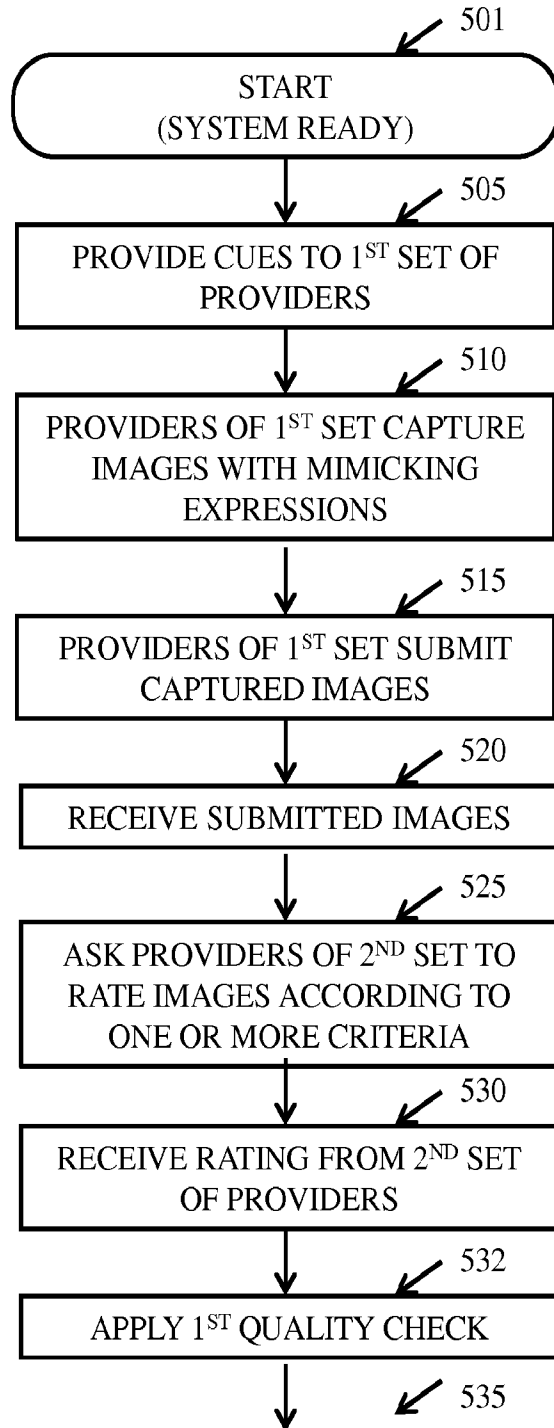 501
START
(SYSTEM READY)
505
PROVIDE CUES TO 1ST SET OF
PROVIDERS
510
PROVIDERS OF 1ST SET CAPTURE
IMAGES WITH MIMICKING
EXPRESSIONS
515
PROVIDERS OF 1ST SET SUBMIT
CAPTURED IMAGES
520
RECEIVE SUBMITTED IMAGES
525
ASK PROVIDERS OF 2ND SET TO
RATE IMAGES ACCORDING TO
ONE OR MORE CRITERIA
530
RECEIVE RATING FROM 2ND SET
OF PROVIDERS
532
APPLY 1ST QUALITY CHECK
535